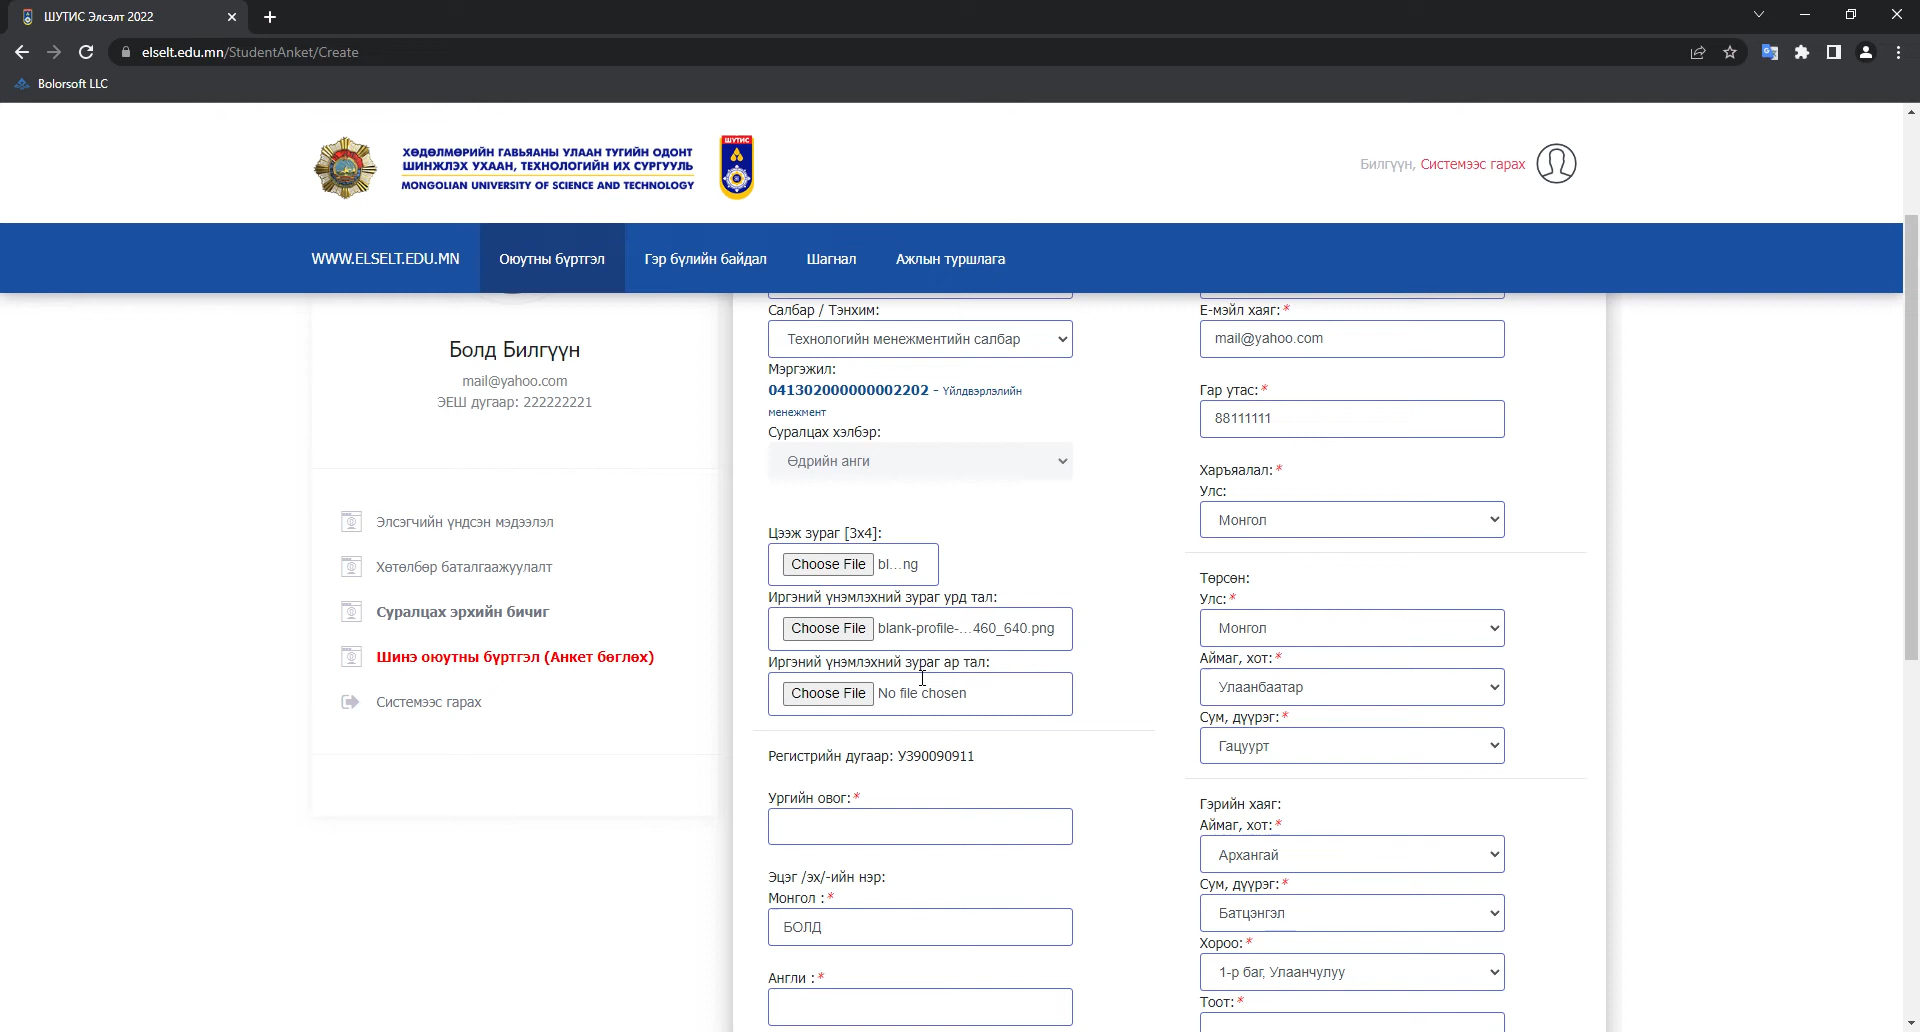 ШУТИС Элсэлт 2022
elselt.edu.mn/StudentAnket/Create
Bolorsoft LLC
ХӨДӨЛМӨРИЙН ГАВЬЯАНЫ УЛААН ТУГИЙН ОДОНТ
ШИНЖЛЭХ УХААН, ТЕХНОЛОГИЙН ИХ СУРГУУЛЬ
MONGOLIAN UNIVERSITY OF SCIENCE AND TECHNOLOGY
ШУТИС
Билгүүн, Системээс гарах
WWW.ELSELT.EDU.MN
Оюутны бүртгэл
Гэр бүлийн байдал
Шагнал
Ажлын туршлага
Болд Билгүүн
mail@yahoo.com
ЭЕШ дугаар: 222222221
Элсэгчийн үндсэн мэдээлэл
Хөтөлбөр баталгаажуулалт
Суралцах эрхийн бичиг
Шинэ оюутны бүртгэл (Анкет бөглөх)
Системээс гарах
Салбар / Тэнхим:
Технологийн менежментийн салбар
Мэргэжил:
041302000000002202 - Үйлдвэрлэлийн
менежмент
Суралцах хэлбэр:
Өдрийн анги
Цээж зураг [3x4]:
Choose File bl...ng
Иргэний үнэмлэхний зураг урд тал:
Choose File blank-profile-...460_640.png
Иргэний үнэмлэхний зураг ар тал:
Choose File No file chosen
Регистрийн дугаар: УЗ90090911
Ургийн овог:*
Эцэг /эх/-ийн нэр:
Монгол :*
БОЛД
Англи :*
Е-мэйл хаяг:*
mail@yahoo.com
Гар утас:*
88111111
Харъяалал:*
Улс:
Монгол
Төрсөн:
Улс:*
Монгол
Аймаг, хот:*
Улаанбаатар
Сум, дүүрэг:*
Гацуурт
Гэрийн хаяг:
Аймаг, хот:*
Архангай
Сум, дүүрэг:*
Батцэнгэл
Хороо:*
1-р баг, Улаанчулуу
Тоот:*